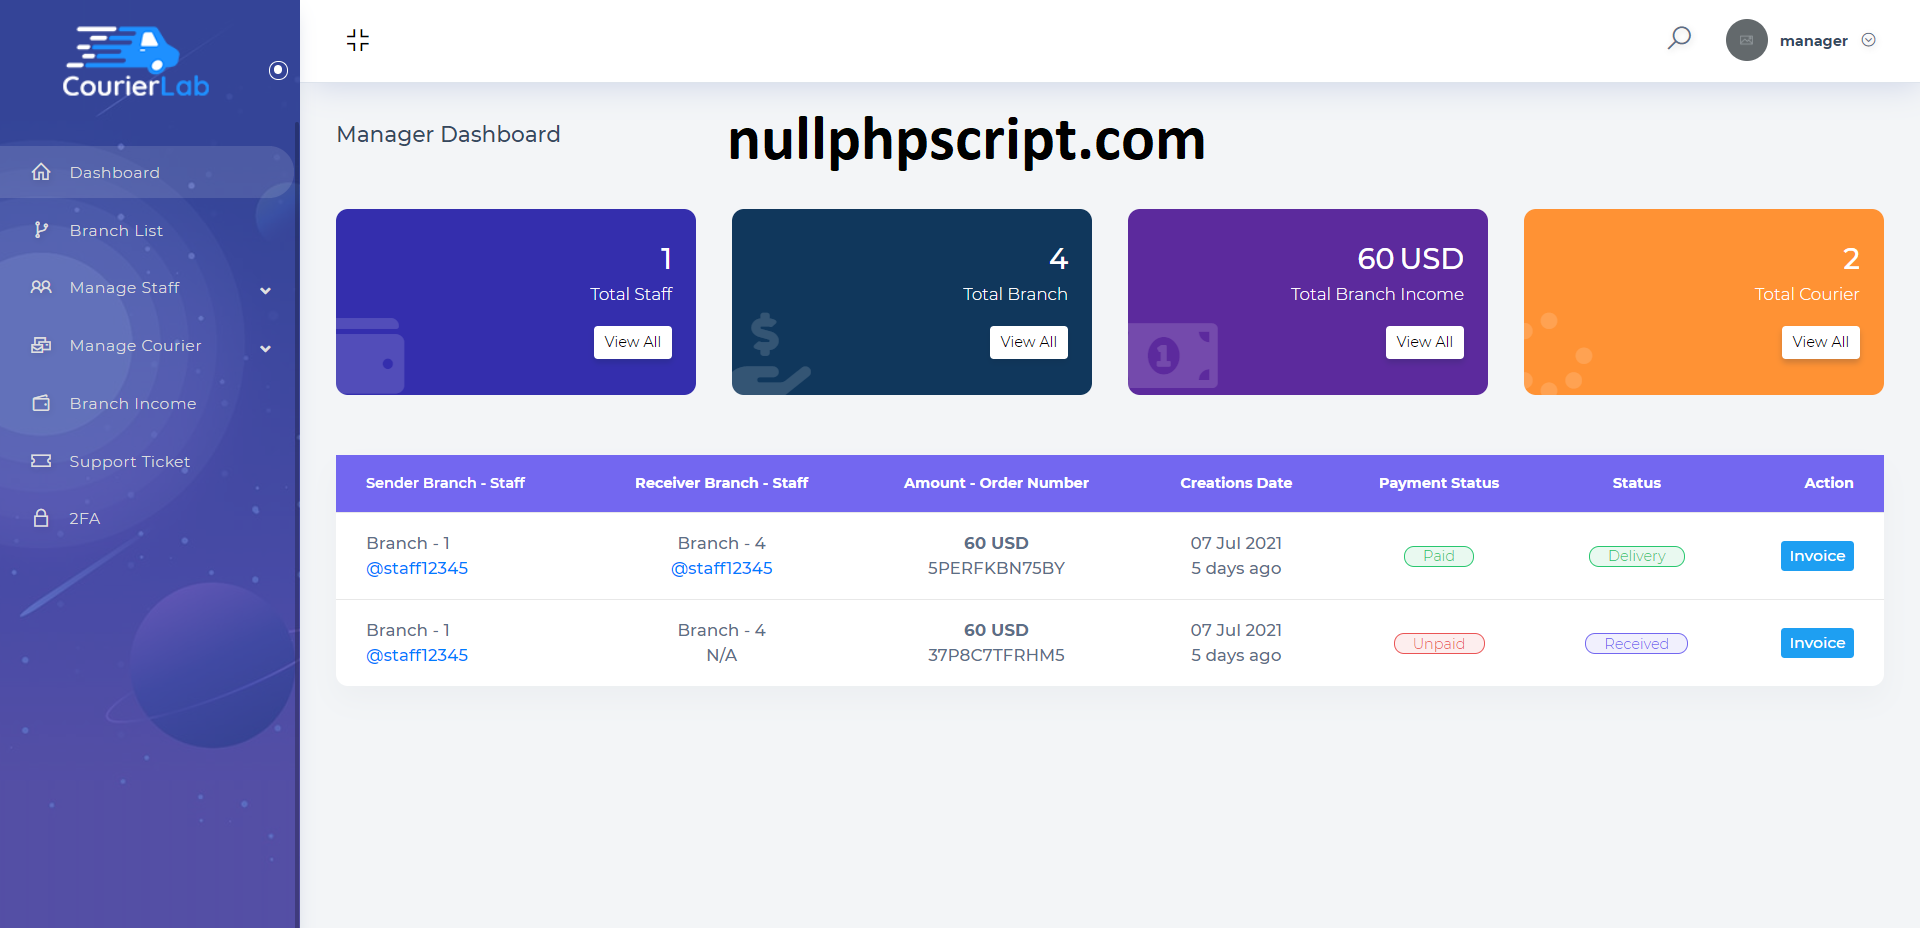 CourierLab
manager
Manager Dashboard
nullphpscript.com
Dashboard
Branch List
Manage Staff
Manage Courier
Branch Income
Support Ticket
2FA
1
Total Staff
View All
4
Total Branch
View All
60 USD
Total Branch Income
View All
1
2
Total Courier
View All
Sender Branch - Staff Receiver Branch - Staff Amount - Order Number Creations Date Payment Status Status Action
Branch - 1 Branch - 4 60 USD 07 Jul 2021 Paid Delivery Invoice
@staff12345 @staff12345 5PERFKBN75BY 5 days ago
Branch - 1 Branch - 4 60 USD 07 Jul 2021 Unpaid Received Invoice
@staff12345 N/A 37P8C7TFRHM5 5 days ago